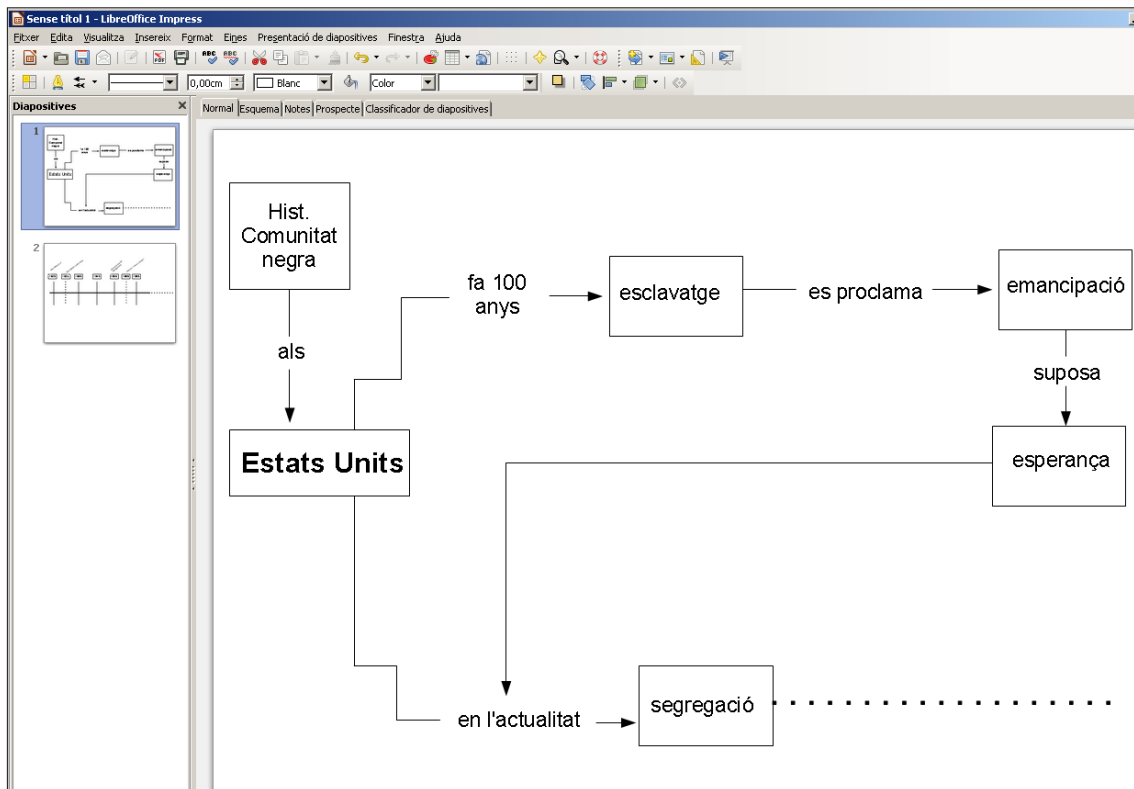 Sense títol 1 - LibreOffice Impress
Fitxer Edita Visualitza Insereix Format Eines Presentació de diapositives Finestra Ajuda
0,00cm Blanc Color
Diapositives
Normal Esquema Notes Prospecte Classificador de diapositives
1
Estats Units
2
Hist.
Comunitat
negra
fa 100
anys
esclavatge
es proclama
emancipació
als
suposa
Estats Units
esperança
en l'actualitat
segregació